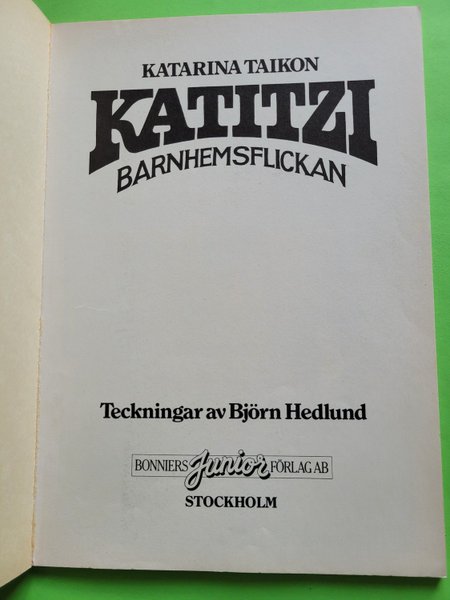 KATARINA TAIKON
KATITZI
BARNHEMSFLICKAN
Teckningar av Björn Hedlund
BONNIERS Junior FÖRLAG AB
STOCKHOLM